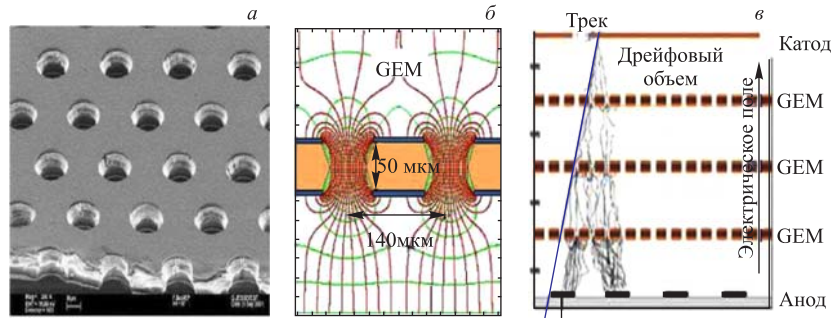 а
б
в
GEM
50 мкм
140мкм
Трек
Дрейфовый
объем
Катод
GEM
GEM
GEM
Электрическое поле
Анод